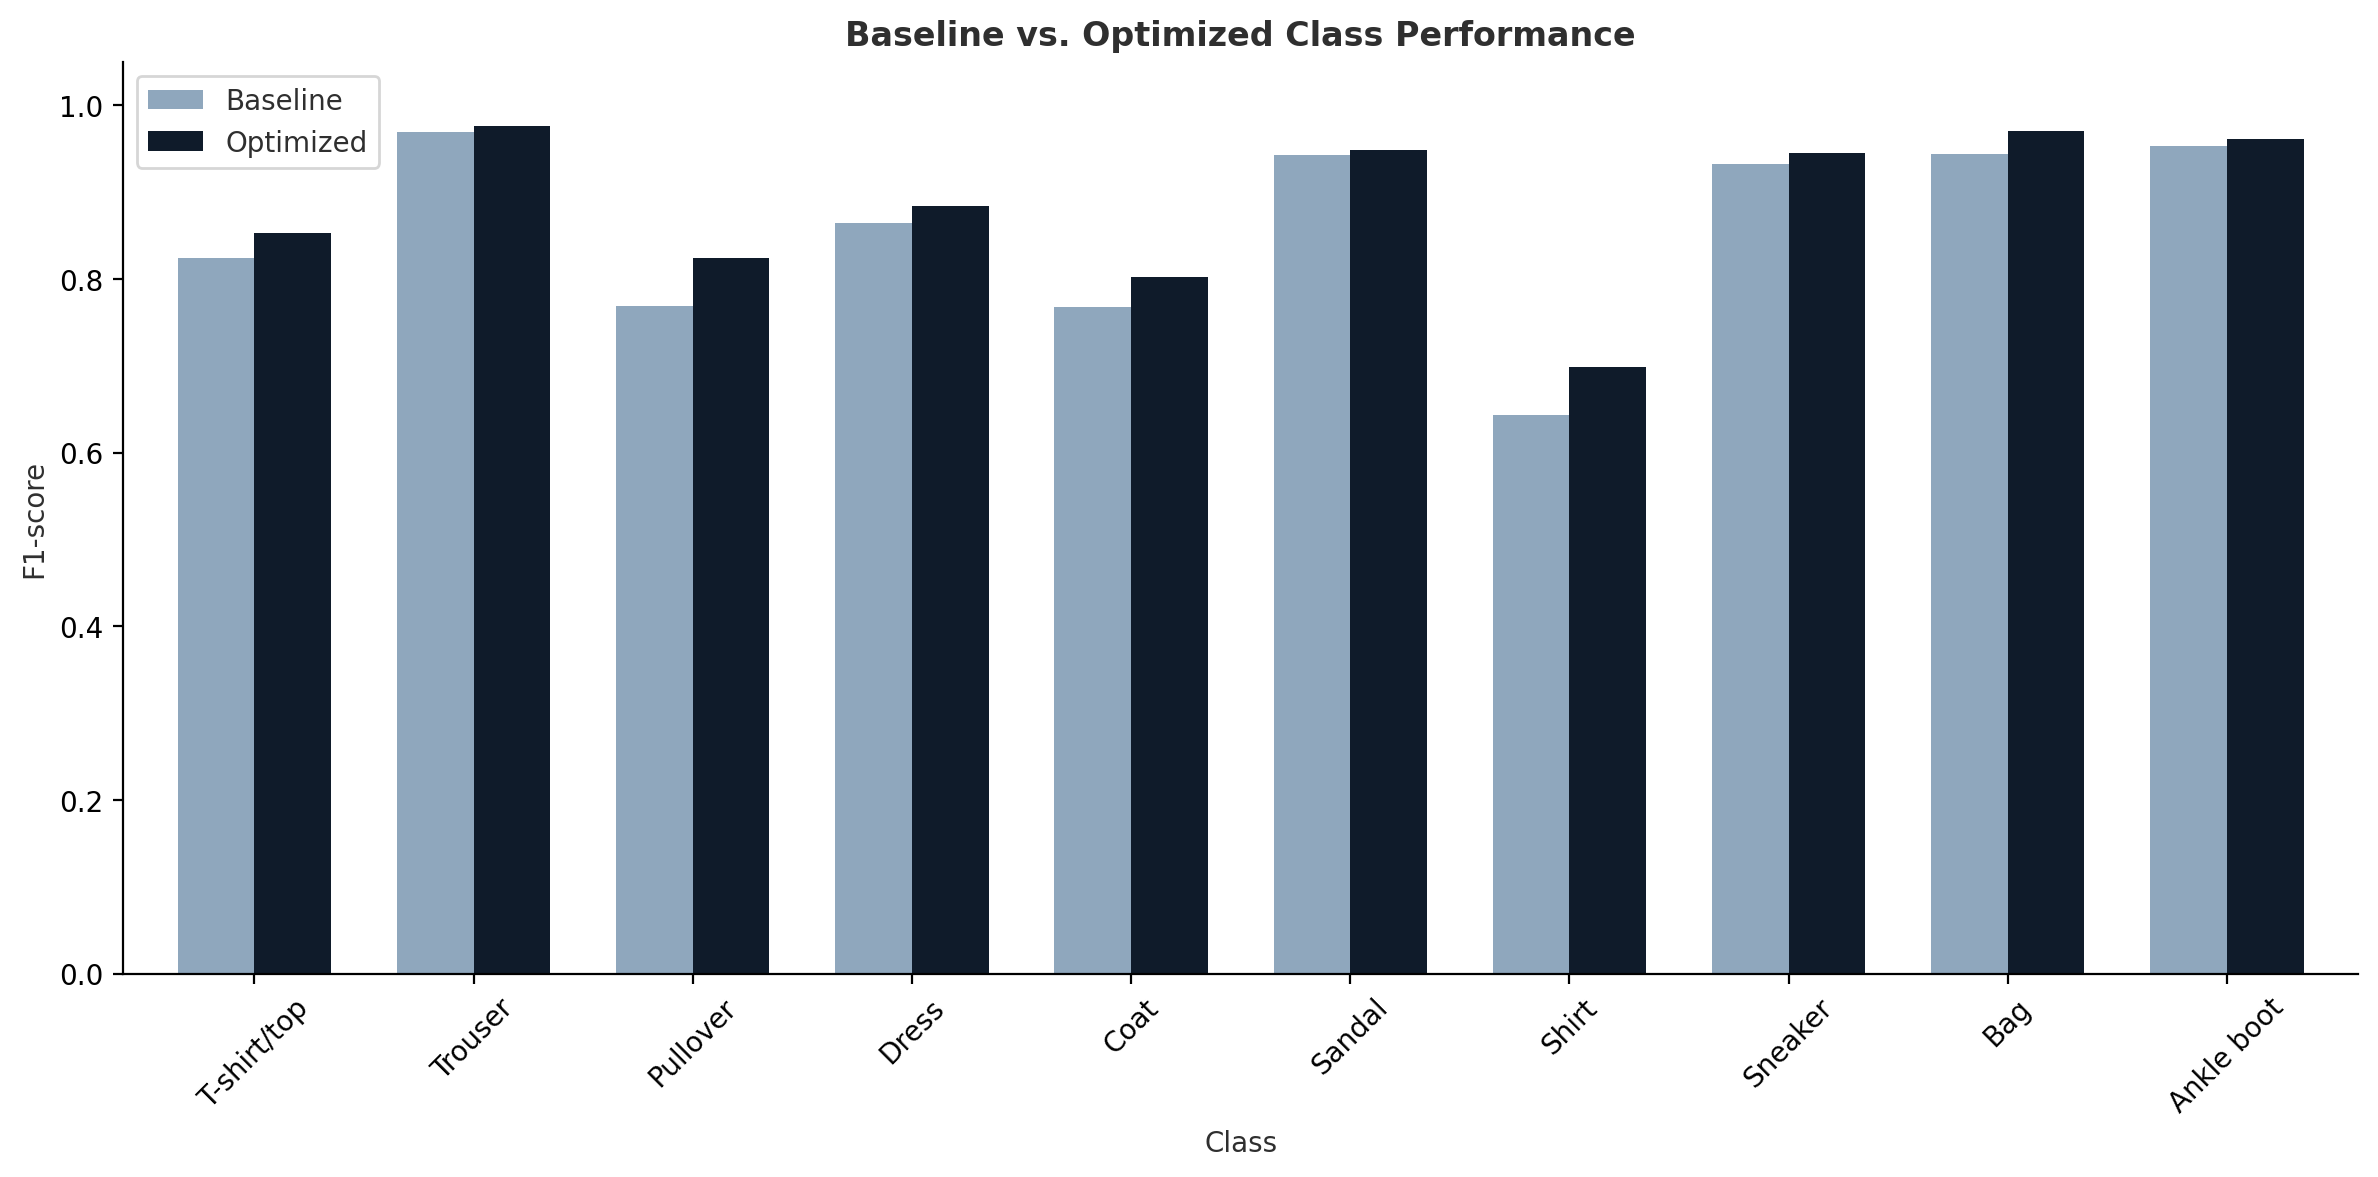 Baseline vs. Optimized Class Performance
Baseline
Optimized
F1-score
1.0
0.8
0.6
0.4
0.2
0.0
T-shirt/top
Trouser
Pullover
Dress
Coat
Sandal
Shirt
Sneaker
Bag
Ankle boot
Class